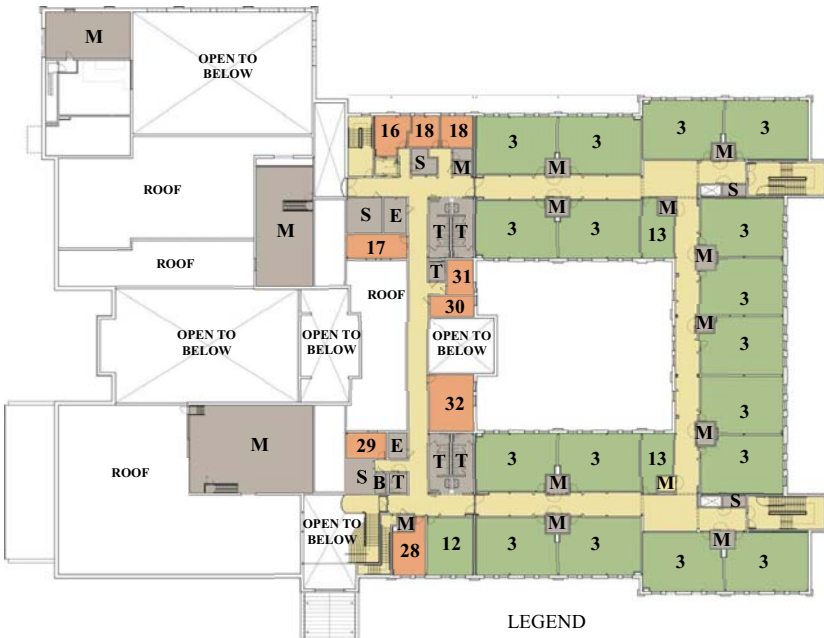 M
OPEN TO
BELOW
16 18 18
3 3
3 3
S M
M
M
ROOF
S
M
S E
M
M
T T
3 3
13
3
M
17
M
T
31
ROOF
ROOF
30
3
OPEN TO
BELOW
OPEN TO
BELOW
OPEN TO
BELOW
M
3
32
3
M
29 E
T T
3 3
13
3
M
ROOF
S
B T
M
M
S
OPEN TO
BELOW
M
M
M
28
12
3 3
3 3
LEGEND